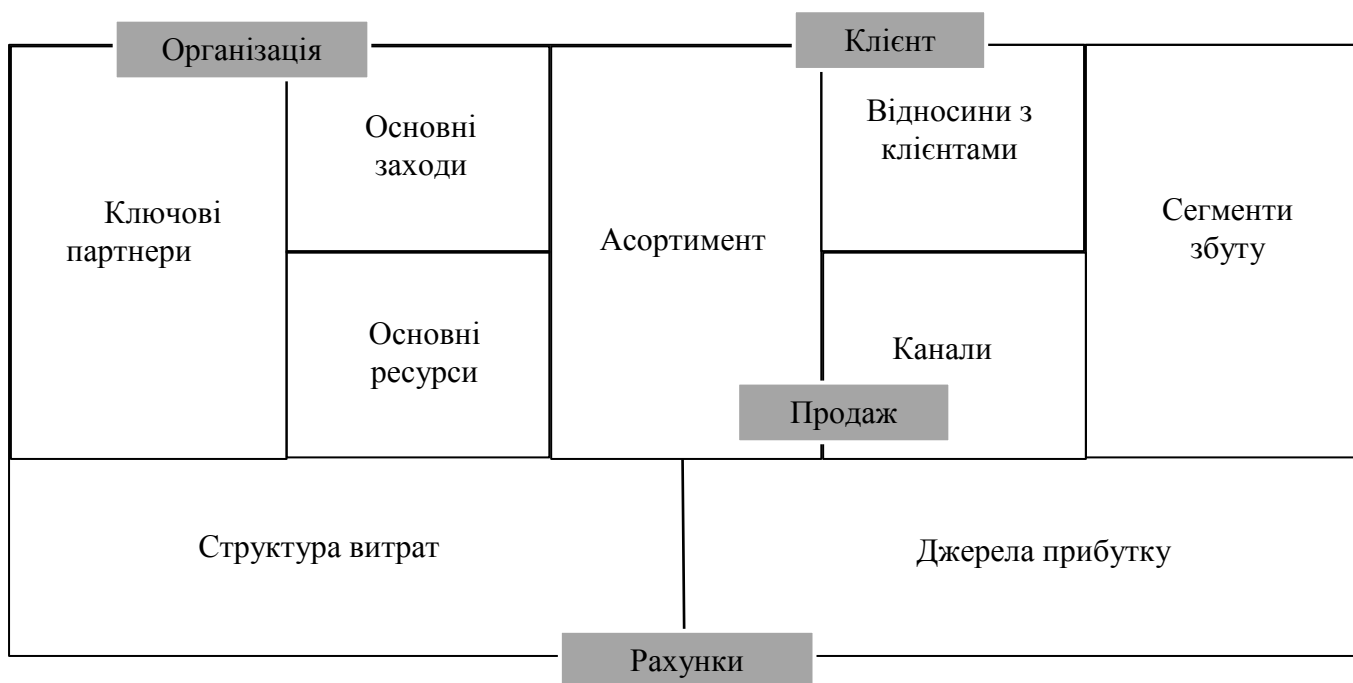 Організація
Клієнт
Ключові
партнери
Основні
заходи
Основні
ресурси
Асортимент
Відносини з
клієнтами
Канали
Продаж
Сегменти
збуту
Структура витрат
Джерела прибутку
Рахунки